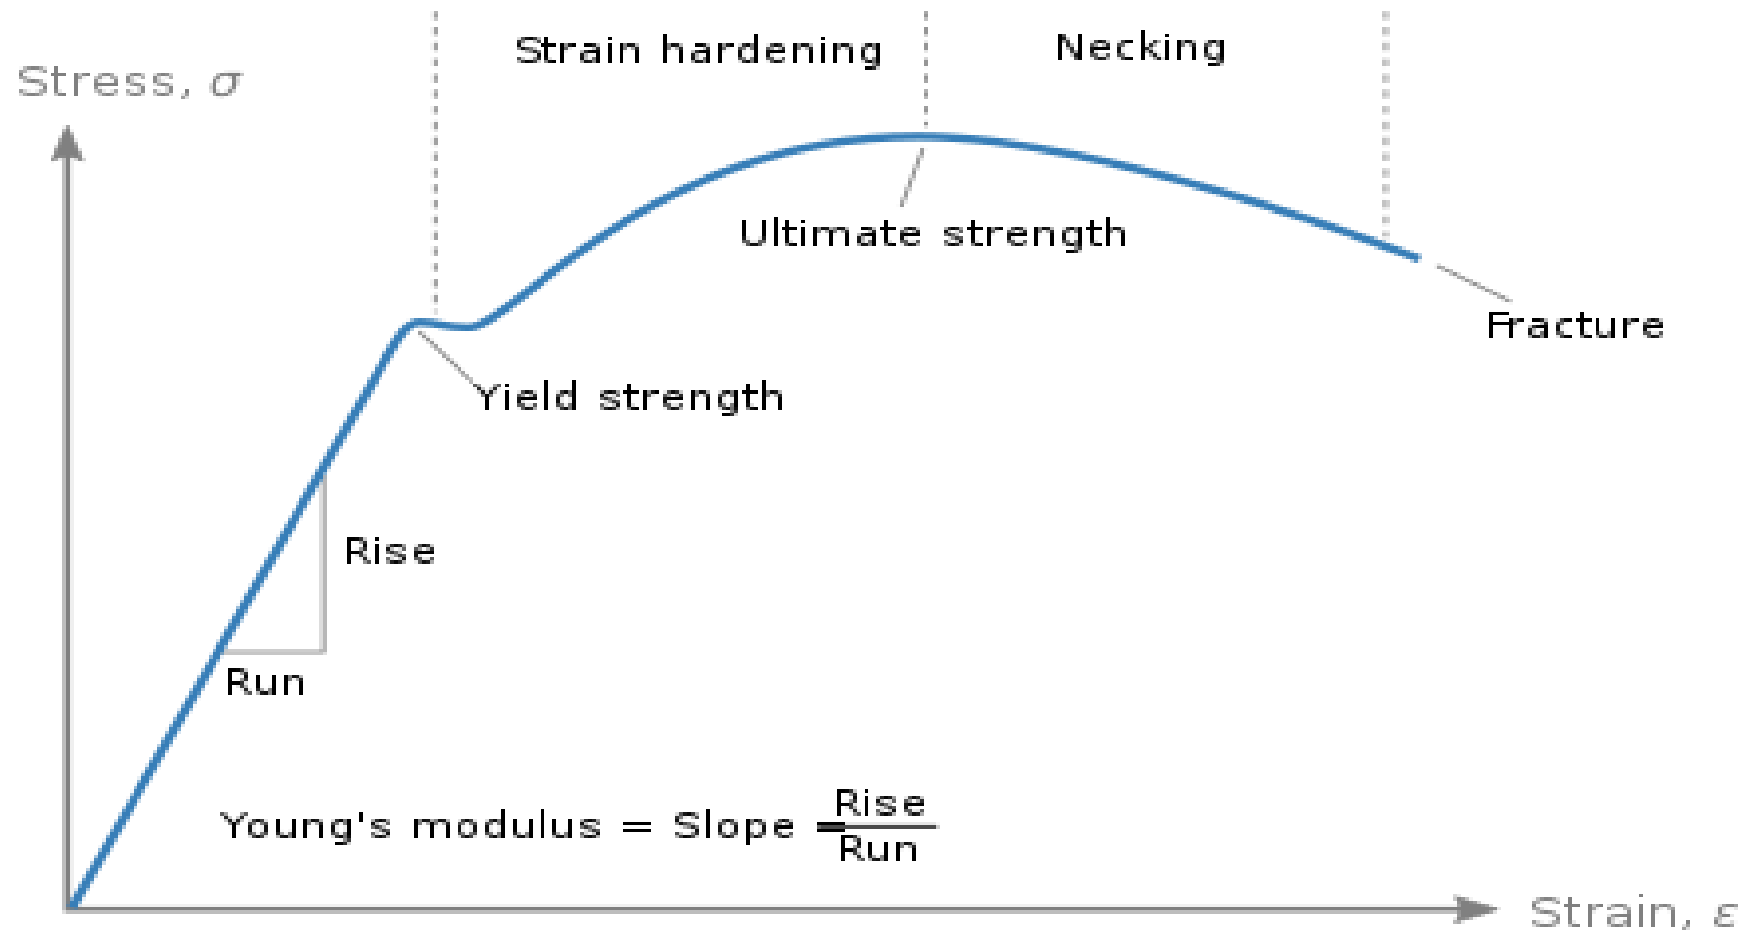 Strain hardening
Necking
Stress, σ
Ultimate strength
Fracture
Yield strength
Rise
Run
Young's modulus = Slope = Rise
Run
Strain, ε